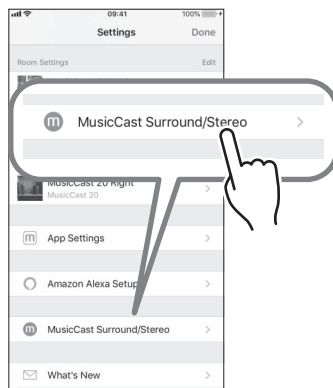 09:41
100%
Settings
Done
Room Settings
Edit
m MusicCast Surround/Stereo
MusicCast 20 Right
MusicCast 20
m App Settings
Amazon Alexa Setup
m MusicCast Surround/Stereo
What's New